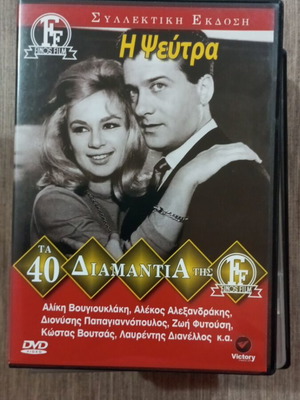 FF
FINOS FILM
ΣΥΛΛΕΚΤΙΚΗ ΕΚΔΟΣΗ
Η Ψεύτρα
ΤΑ
40 ΔΙΑΜΑΝΤΙΑ ΤΗΣ
FF
FINOS FILM
Αλίκη Βουγιουκλάκη, Αλέκος Αλεξανδράκης,
Διονύσης Παπαγιαννόπουλος, Ζωή Φυτούση,
Κώστας Βουτσάς, Λαυρέντης Διανέλλος κ.α.
DVD
VIDEO
Victory